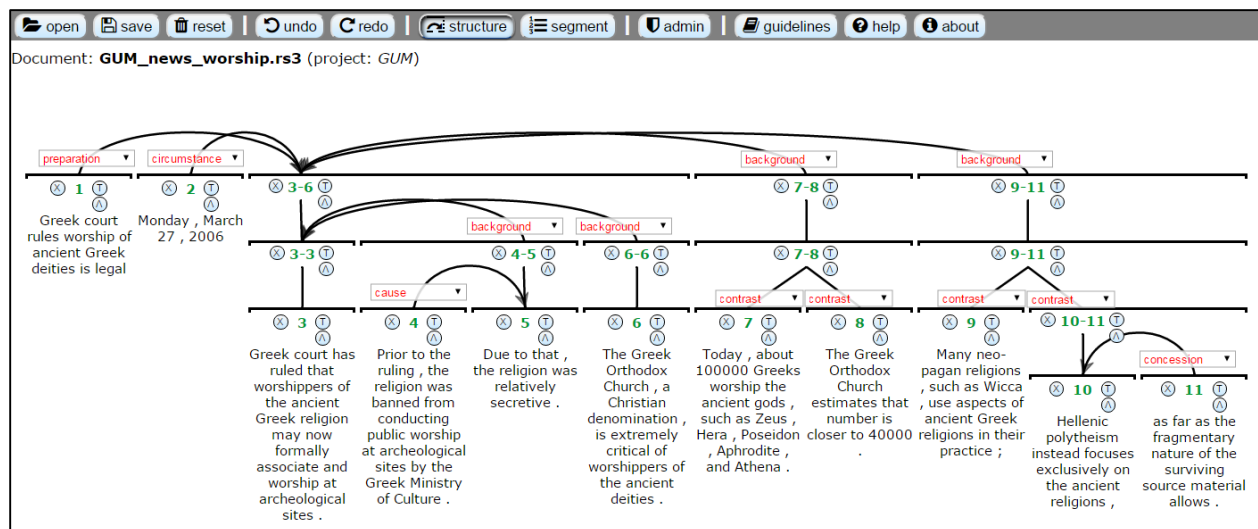 open save reset undo redo structure segment admin guidelines help about
Document: GUM_news_worship.rs3 (project: GUM)
preparation circumstance background background
X 1 T X 2 T X 3-6 T X 7-8 T X 9-11 T
Λ Λ Λ Λ Λ
Greek court
rules worship of
ancient Greek
deities is legal
Monday , March
27 , 2006
background background
X 3-3 T X 4-5 T X 6-6 T X 7-8 T X 9-11 T
Λ Λ Λ Λ Λ
cause contrast contrast contrast contrast
X 3 T X 4 T X 5 T X 6 T X 7 T X 8 T X 9 T X 10-11 T
Λ Λ Λ Λ Λ Λ Λ Λ
Greek court has
ruled that
worshippers of
the ancient
Greek religion
may now
formally
associate and
worship at
archeological
sites .
Prior to the
ruling , the
religion was
banned from
conducting
public worship
at archeological
sites by the
Greek Ministry
of Culture .
Due to that ,
the religion was
relatively
secretive .
The Greek
Orthodox
Church , a
Christian
denomination ,
is extremely
critical of
worshippers of
the ancient
deities .
Today , about
100000 Greeks
worship the
ancient gods ,
such as Zeus ,
Hera , Poseidon
, Aphrodite ,
and Athena .
The Greek
Orthodox
Church
estimates that
number is
closer to 40000
.
Many neo-
pagan religions
, such as Wicca
, use aspects of
ancient Greek
religions in their
practice ;
concession
X 10 T X 11 T
Λ Λ
Hellenic
polytheism
instead focuses
exclusively on
the ancient
religions ,
as far as the
fragmentary
nature of the
surviving
source material
allows .